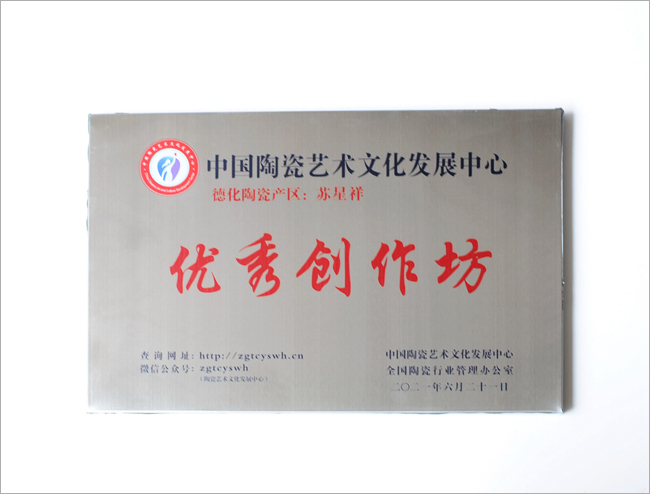 中国陶瓷艺术文化发展中心
德化陶瓷产区：苏星祥
优秀创作坊
查询网址：http://zgtcyswh.cn
微信公众号：zgtcyswh
（陶瓷艺术文化发展中心）
中国陶瓷艺术文化发展中心
全国陶瓷行业管理办公室
二〇二一年六月二十一日